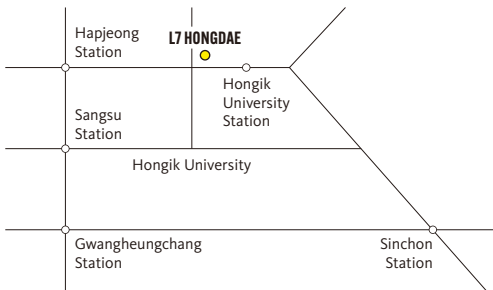 Hapjeong
Station
L7 HONGDAE
Hongik
University
Station
Sangsu
Station
Hongik University
Gwangheungchang
Station
Sinchon
Station